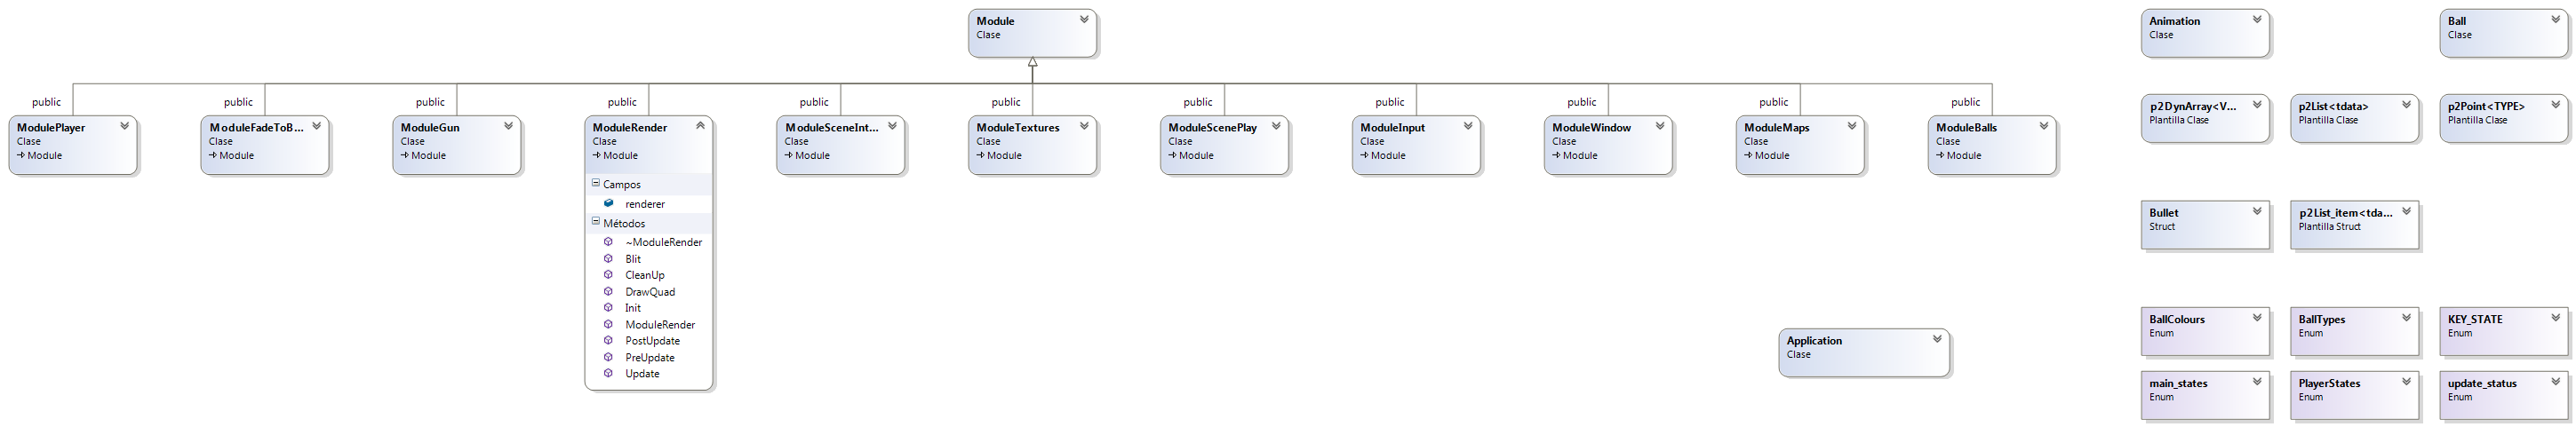 Module
Clase
Animation
Clase
Ball
Clase
public
public
public
public
public
public
public
public
public
public
public
ModulePlayer
Clase
Module
ModuleFadeToB...
Clase
Module
ModuleGun
Clase
Module
ModuleRender
Clase
Module
Campos
renderer
Métodos
~ModuleRender
Blit
CleanUp
DrawQuad
Init
ModuleRender
PostUpdate
PreUpdate
Update
ModuleSceneInt...
Clase
Module
ModuleTextures
Clase
Module
ModuleScenePlay
Clase
Module
ModuleInput
Clase
Module
ModuleWindow
Clase
Module
ModuleMaps
Clase
Module
ModuleBalls
Clase
Module
p2DynArray<V...
Plantilla Clase
p2List<tdata>
Plantilla Clase
p2Point<TYPE>
Plantilla Clase
Bullet
Struct
p2List_item<tda...
Plantilla Struct
Application
Clase
BallColours
Enum
BallTypes
Enum
KEY_STATE
Enum
main_states
Enum
PlayerStates
Enum
update_status
Enum